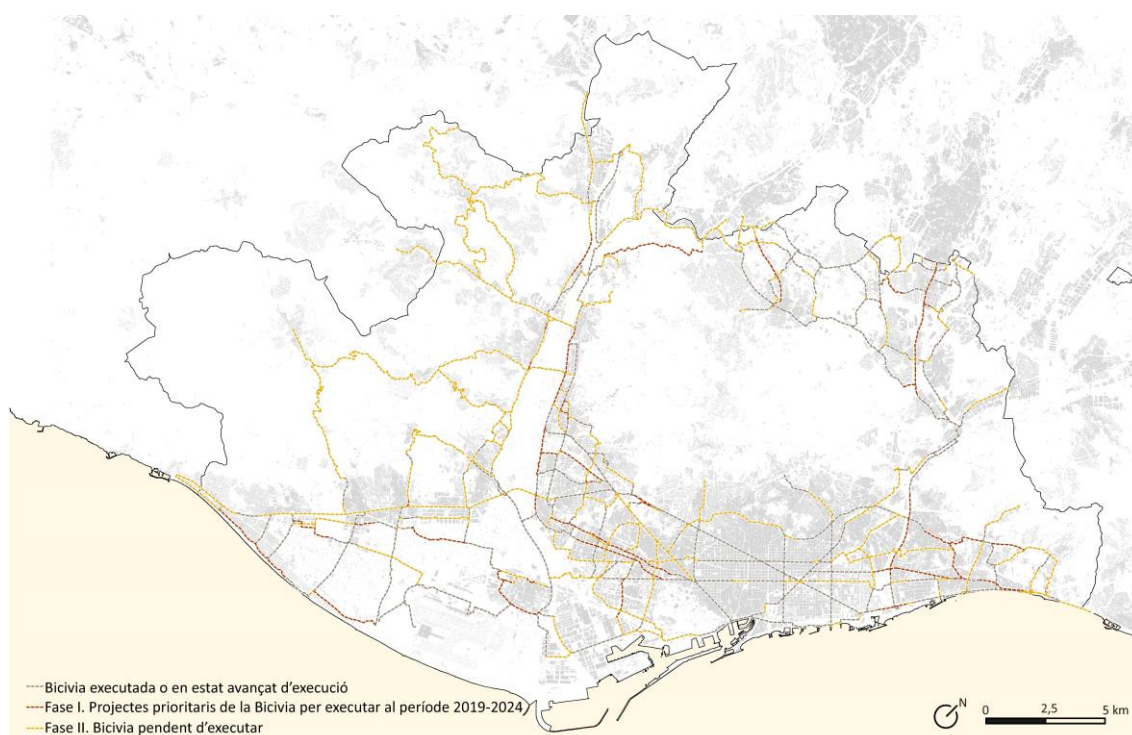 Bicivia executada o en estat avançat d'execució
Fase I. Projectes prioritaris de la Bicivia per executar al període 2019-2024
Fase II. Bicivia pendent d'executar
N
0 2,5 5 km